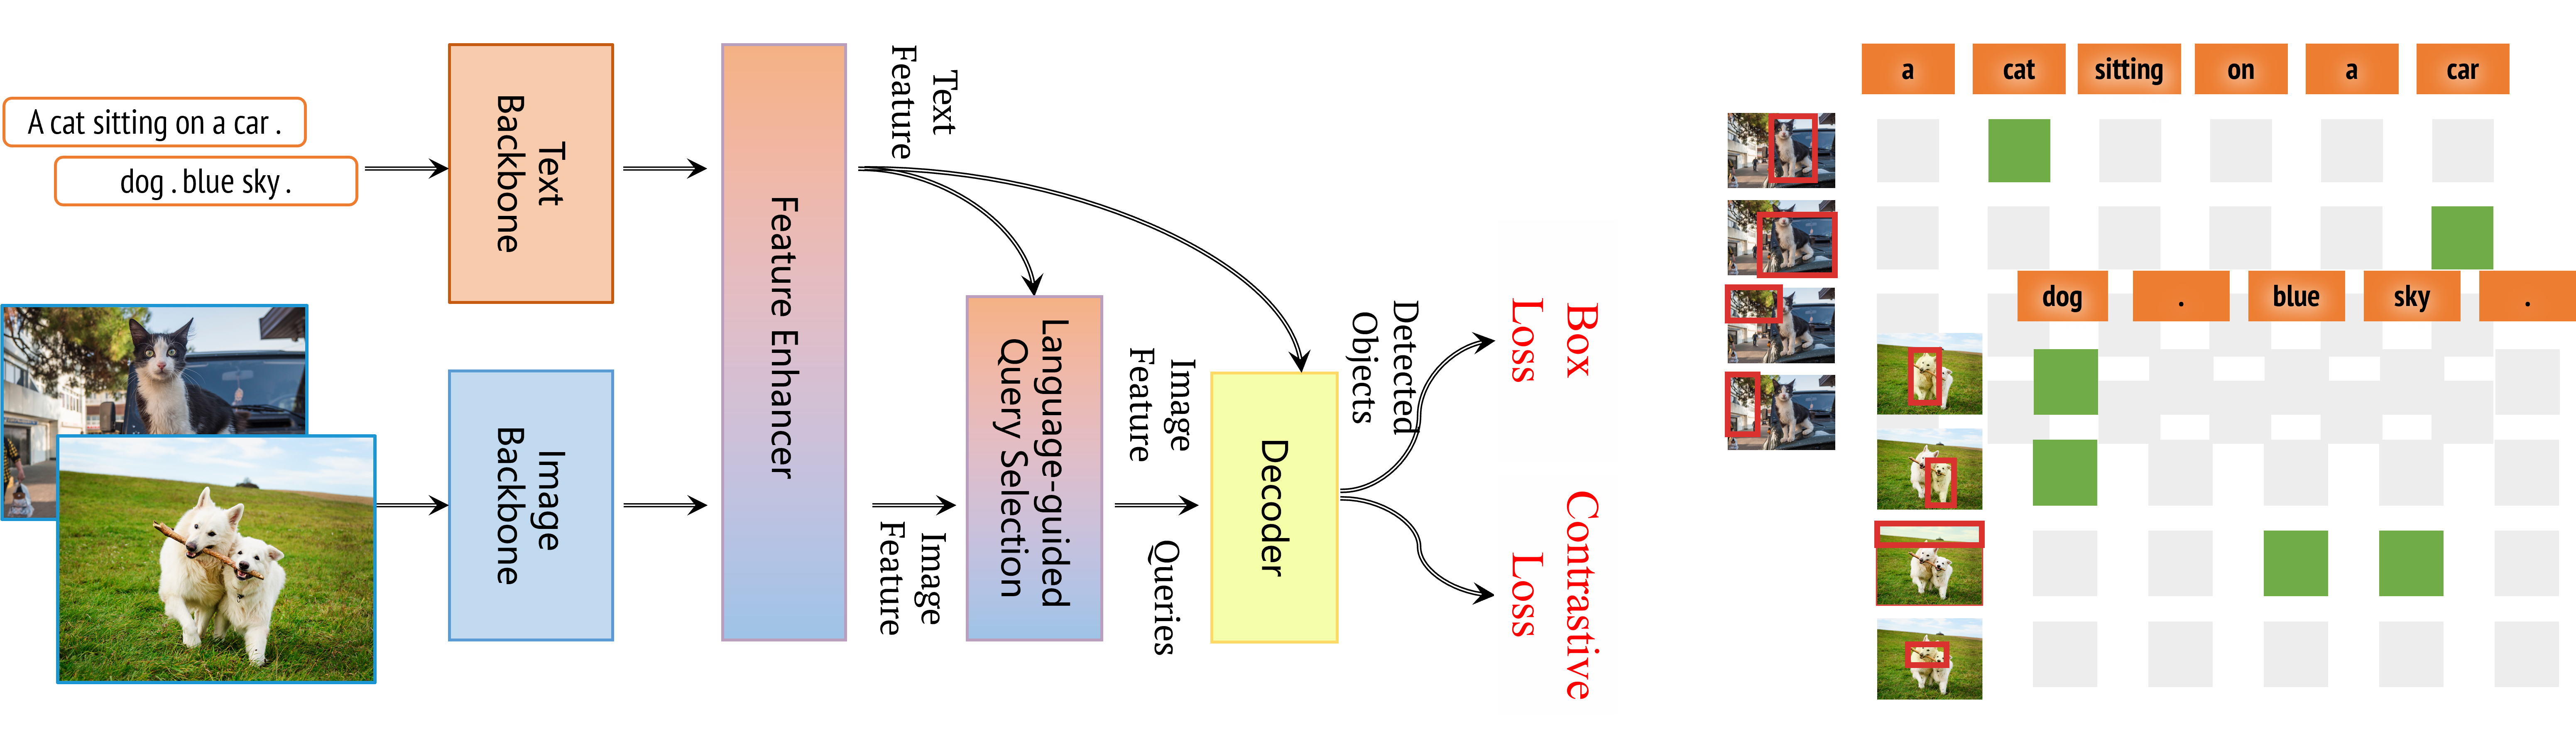 A cat sitting on a car .
dog . blue sky .
Text
Backbone
Image
Backbone
Feature Enhancer
Text
Feature
Image
Feature
Language-guided
Query Selection
Image
Feature
Queries
Decoder
Detected
Objects
Box
Loss
Contrastive
Loss
a cat sitting on a car
dog . blue sky .